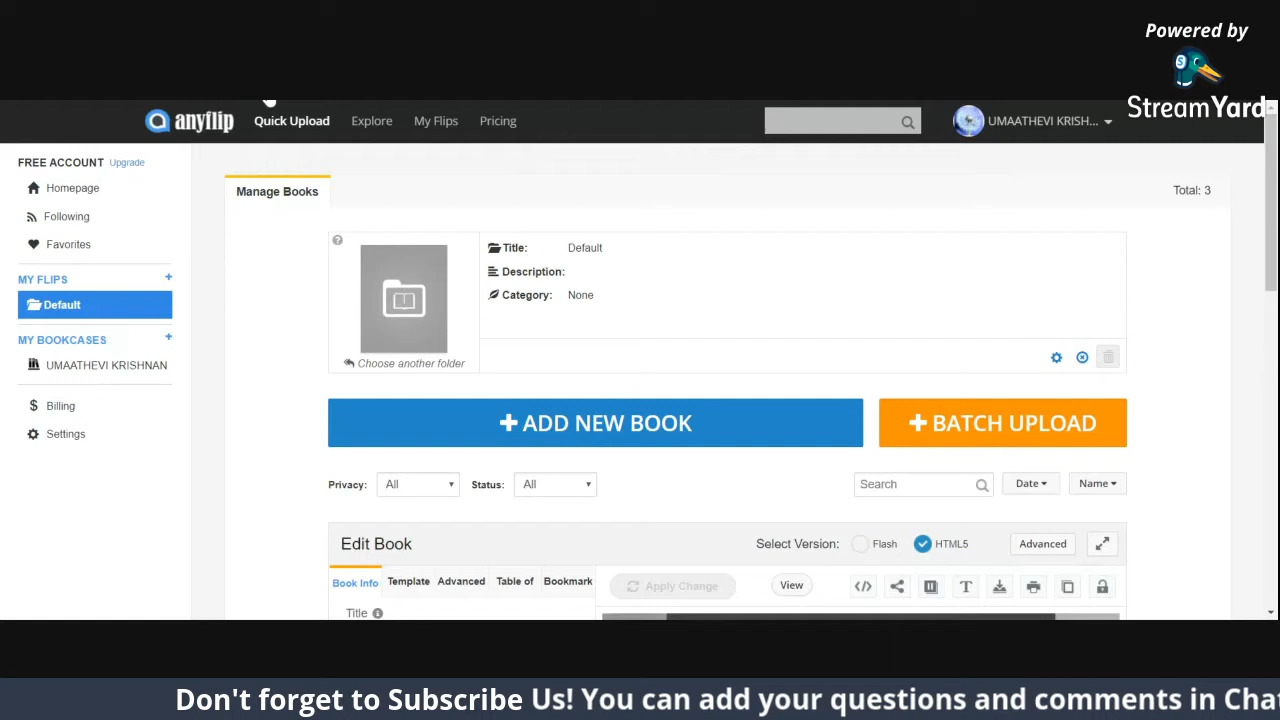 Powered by
StreamYard
anyflip Quick Upload Explore My Flips Pricing UMAATHEVI KRISH...
FREE ACCOUNT Upgrade
Homepage
Following
Favorites
MY FLIPS +
Default
MY BOOKCASES +
UMAATHEVI KRISHNAN
Billing
Settings
Manage Books
Total: 3
Title: Default
Description:
Category: None
Choose another folder
+ ADD NEW BOOK
+ BATCH UPLOAD
Privacy: All Status: All Search Date Name
Edit Book Select Version: Flash HTML5 Advanced
Book Info Template Advanced Table of Bookmark Apply Change View
Title
Don't forget to Subscribe Us! You can add your questions and comments in Cha